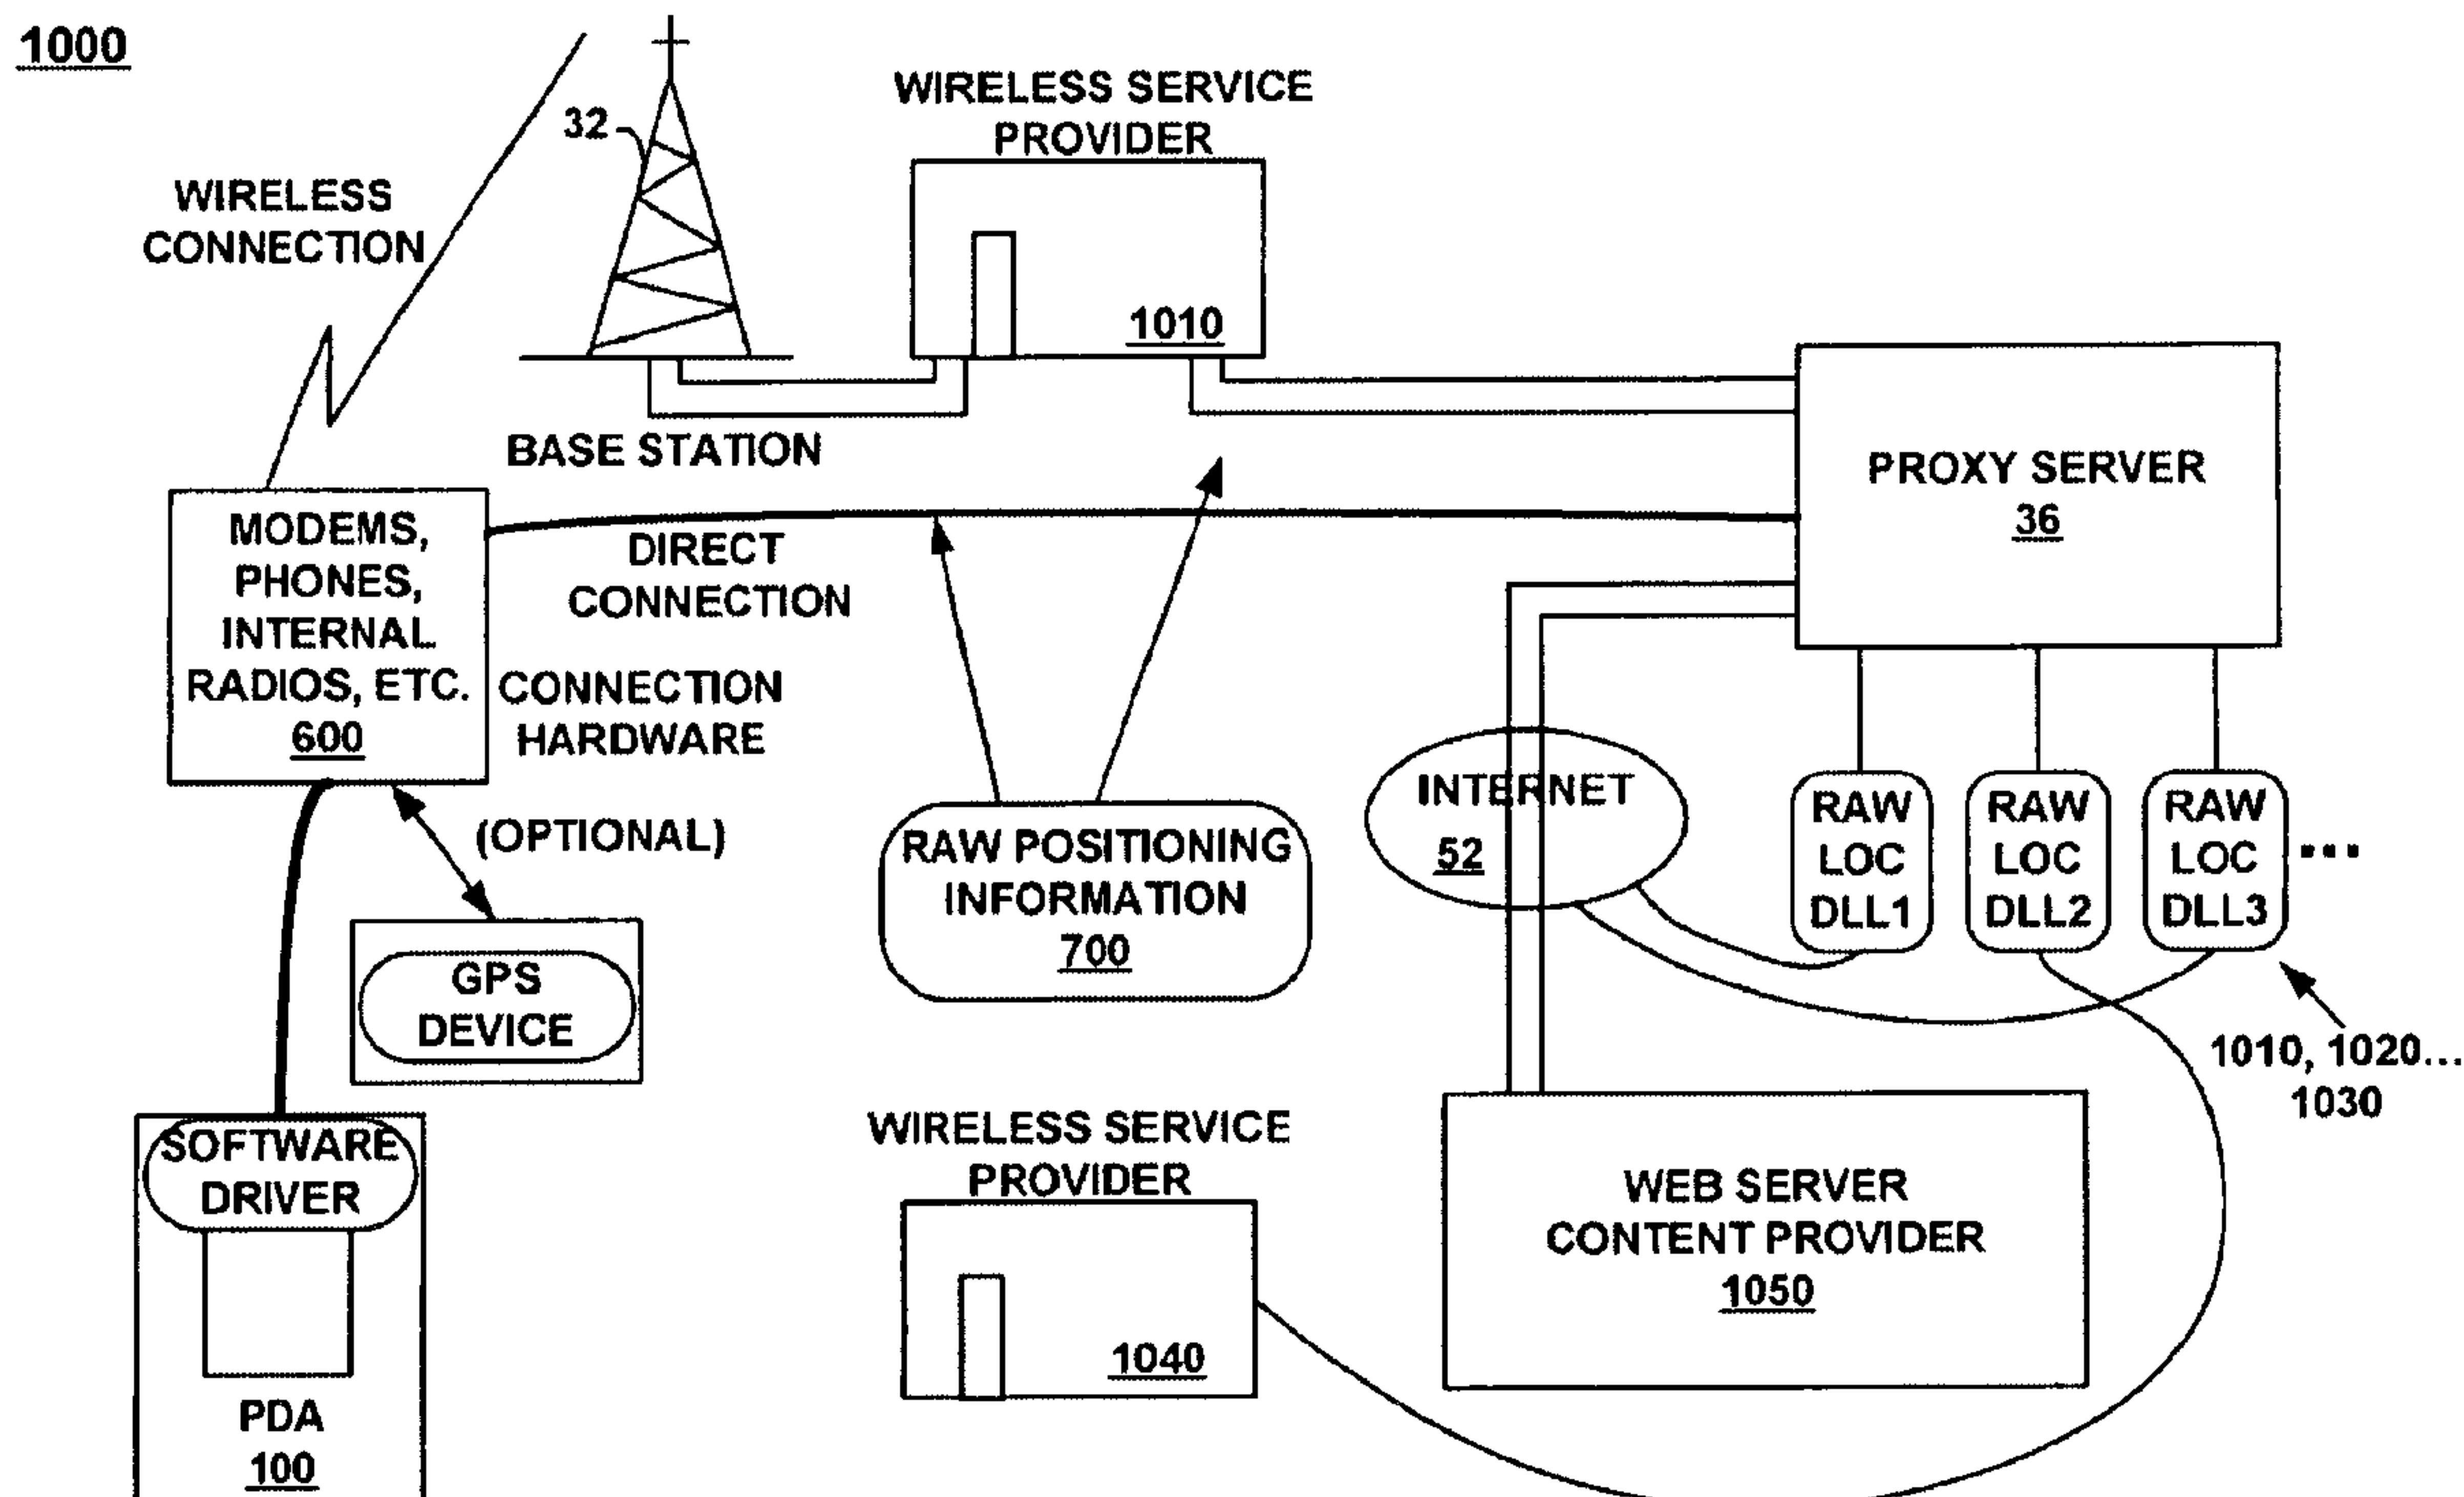 1000
32
WIRELESS SERVICE
PROVIDER
1010
WIRELESS
CONNECTION
BASE STATION
PROXY SERVER
36
MODEMS,
PHONES,
INTERNAL
RADIOS, ETC.
600
DIRECT
CONNECTION
CONNECTION
HARDWARE
(OPTIONAL)
GPS
DEVICE
RAW POSITIONING
INFORMATION
700
INTERNET
52
RAW
LOC
DLL1
RAW
LOC
DLL2
RAW
LOC
DLL3
...
1010, 1020...
1030
SOFTWARE
DRIVER
PDA
100
WIRELESS SERVICE
PROVIDER
1040
WEB SERVER
CONTENT PROVIDER
1050